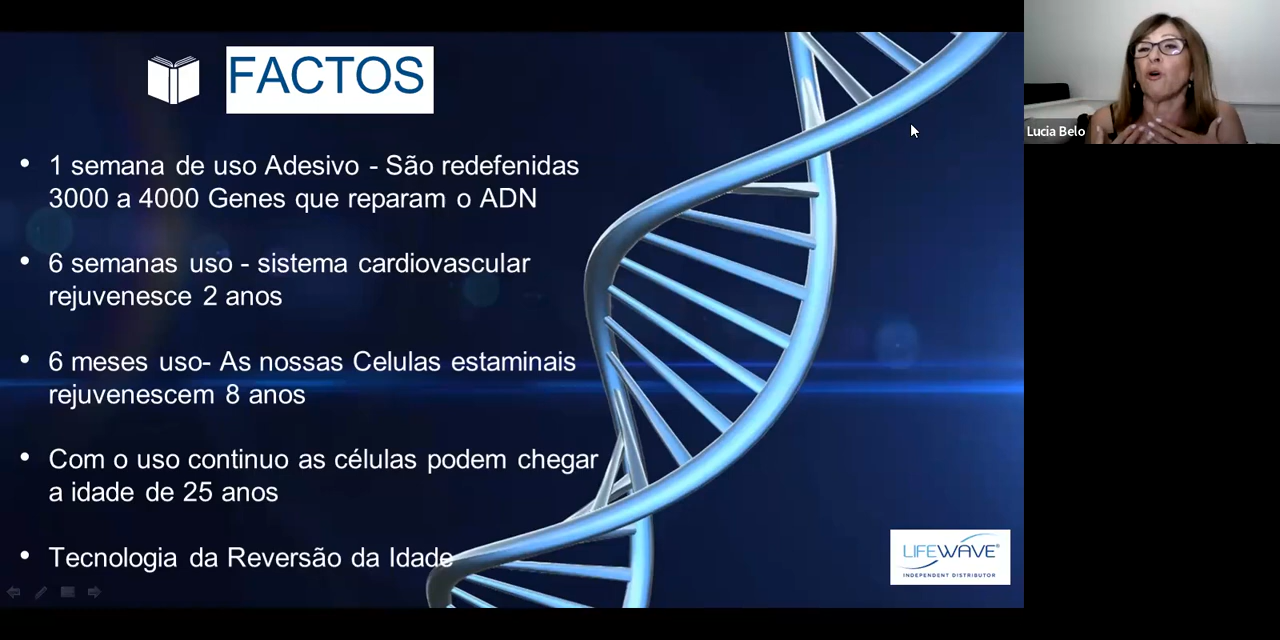 FACTOS
• 1 semana de uso Adesivo - São redefenidas
3000 a 4000 Genes que reparam o ADN
• 6 semanas uso - sistema cardiovascular
rejuvenesce 2 anos
• 6 meses uso- As nossas Celulas estaminais
rejuvenescem 8 anos
• Com o uso continuo as células podem chegar
a idade de 25 anos
• Tecnologia da Reversão da Idade
LIFEWAVE®
INDEPENDENT DISTRIBUTOR
Lucia Belo